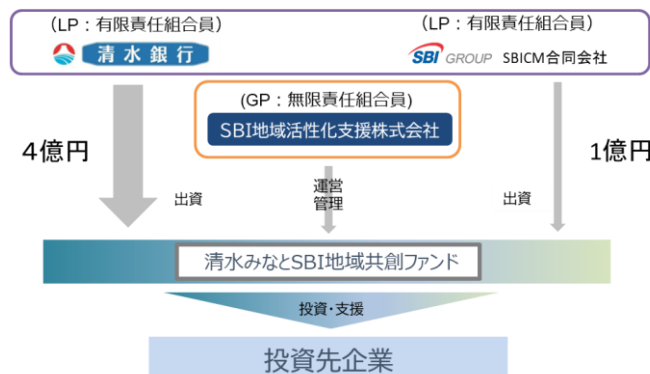 (LP：有限責任組合員)
清水銀行
(LP：有限責任組合員)
SBI GROUP SBICM合同会社
(GP：無限責任組合員)
SBI地域活性化支援株式会社
4億円
1億円
出資
運営
管理
出資
清水みなとSBI地域共創ファンド
投資・支援
投資先企業